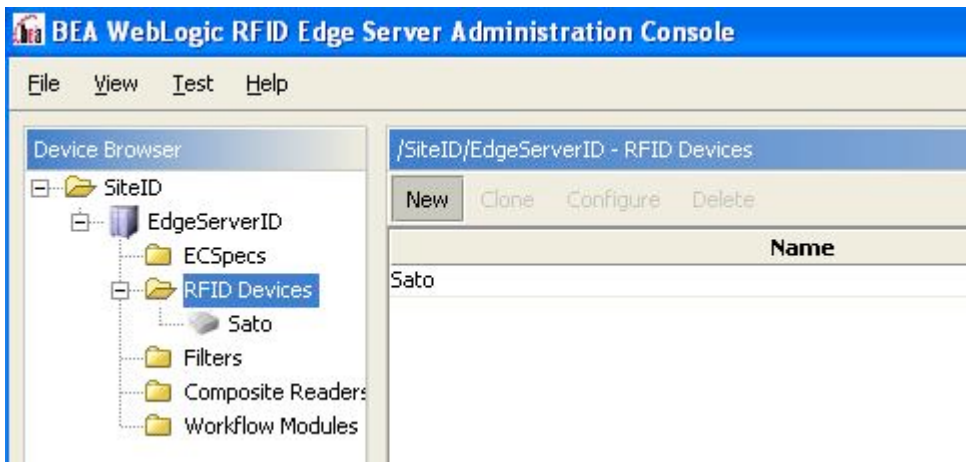 BEA WebLogic RFID Edge Server Administration Console
File View Test Help
Device Browser
SiteID
EdgeServerID
ECSpecs
RFID Devices
Sato
Filters
Composite Readers
Workflow Modules
/SiteID/EdgeServerID - RFID Devices
New Clone Configure Delete
Name
Sato